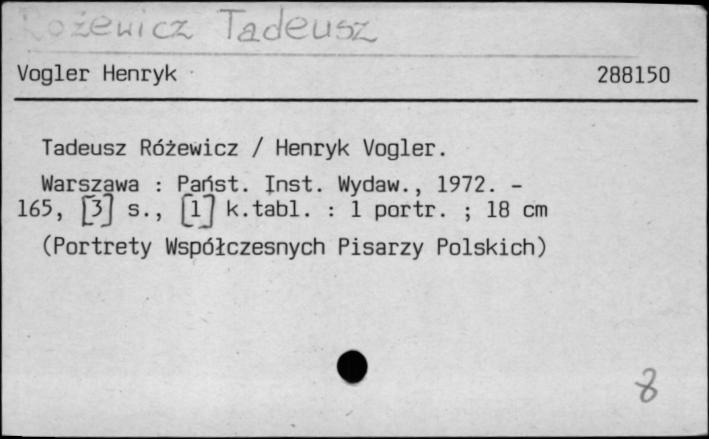 Różewicz Tadeusz
Vogler Henryk 288150
Tadeusz Różewicz / Henryk Vogler.
Warszawa : Państ. Inst. Wydaw., 1972. -
165, [3] s., [1] k.tabl. : 1 portr. ; 18 cm
(Portrety Współczesnych Pisarzy Polskich)
8